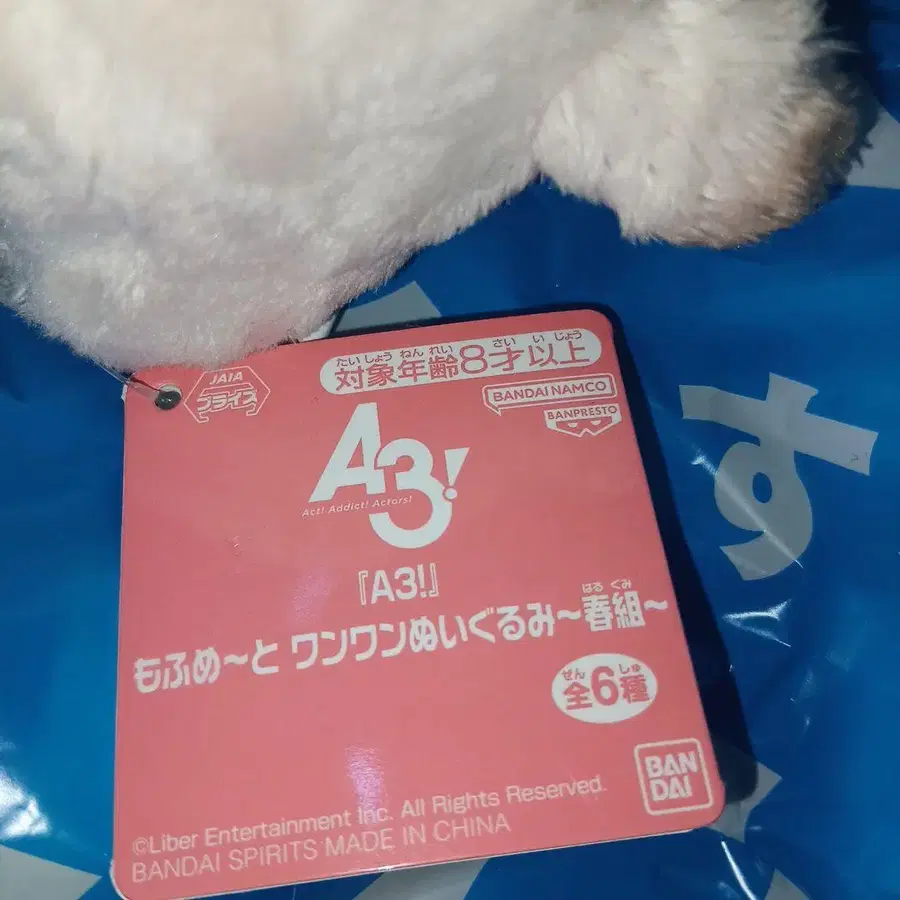 たいしょうねんれい さいいじょう
対象年齢8才以上
JAIA
プライズ
BANDAI NAMCO
BANPRESTO
A3!
Act! Addict! Actors!
『A3!』
はるぐみ
もふめ〜と ワンワンぬいぐるみ〜春組〜
ぜん しゅ
全6種
BAN
DAI
©Liber Entertainment Inc. All Rights Reserved.
BANDAI SPIRITS MADE IN CHINA
す